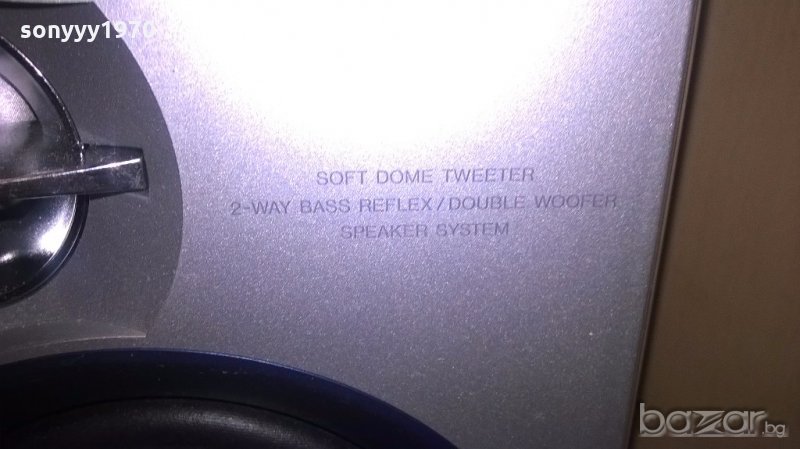 sonyyy1970
SOFT DOME TWEETER
2-WAY BASS REFLEX/DOUBLE WOOFER
SPEAKER SYSTEM
bazar.bg